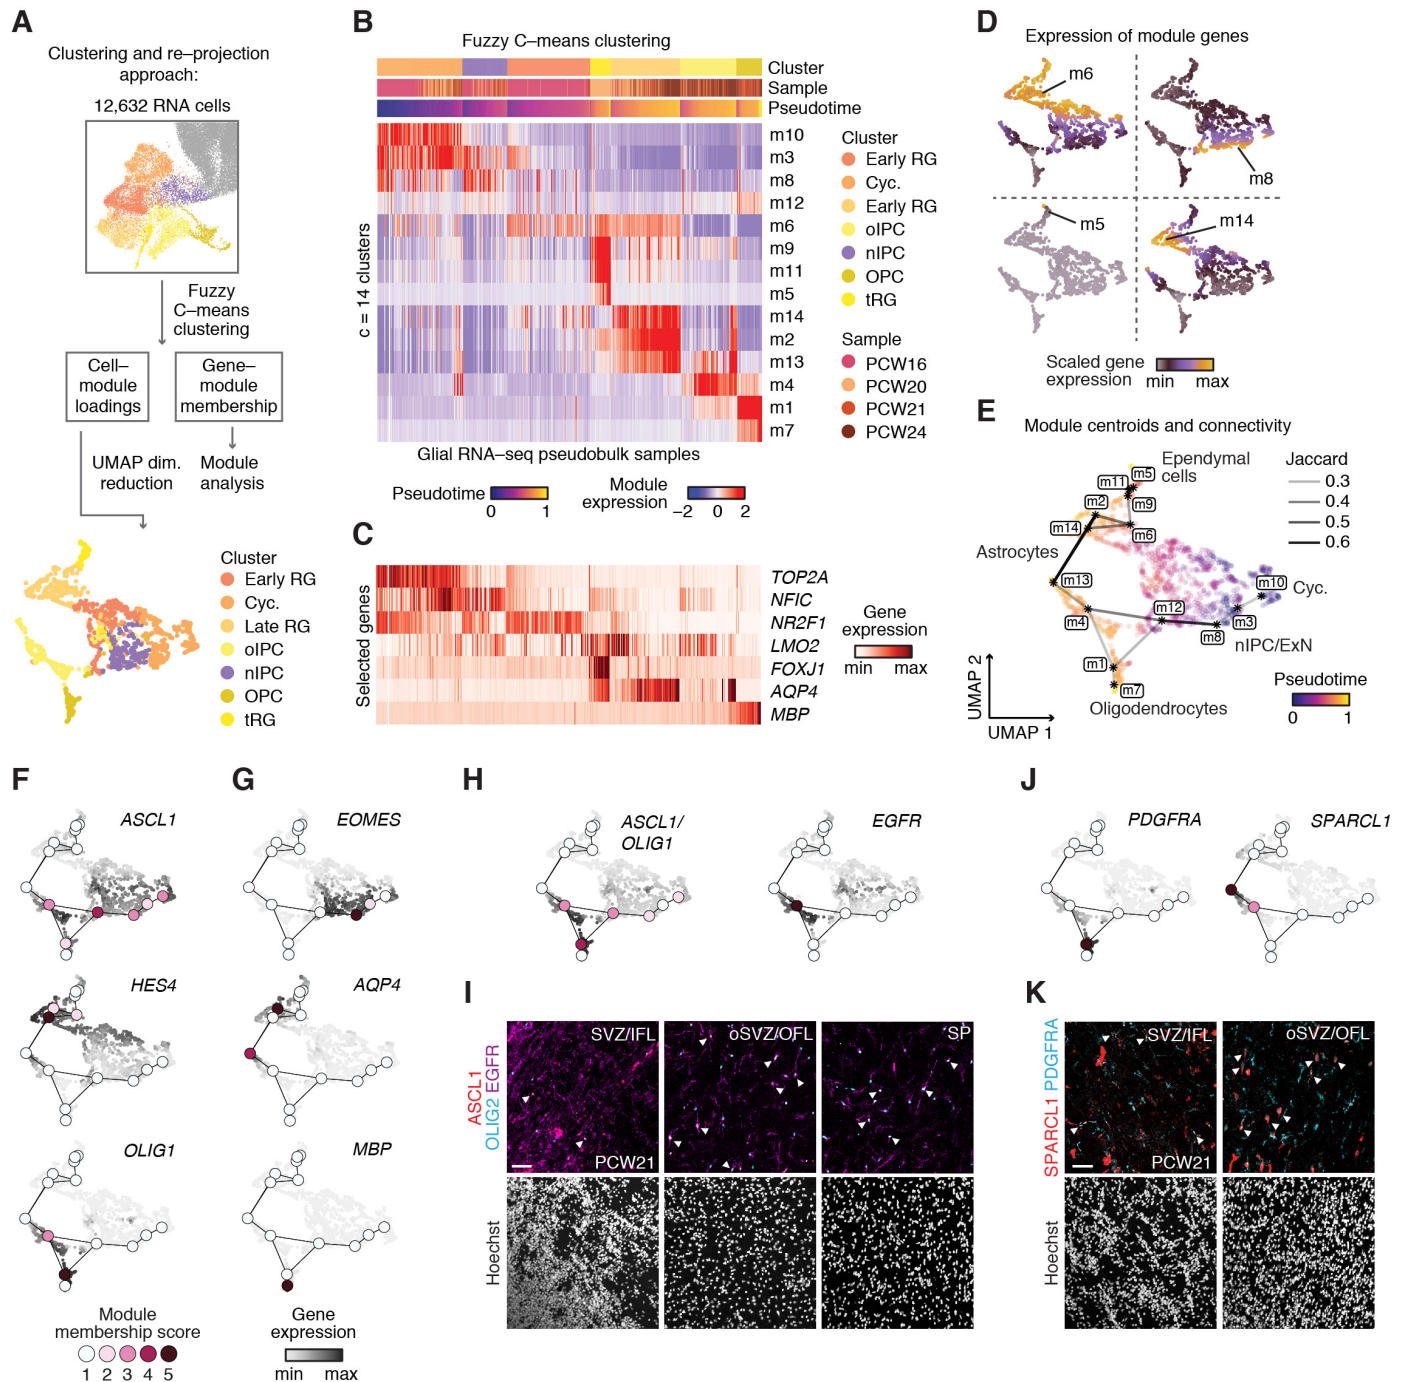 A
Clustering and re–projection
approach:
12,632 RNA cells
Fuzzy
C–means
clustering
Cell–
module
loadings
Gene–
module
membership
UMAP dim.
reduction
Module
analysis
Cluster
Early RG
Cyc.
Late RG
oIPC
nIPC
OPC
tRG
B
Fuzzy C–means clustering
Cluster
Sample
Pseudotime
m10
m3
m8
m12
m6
m9
m11
m5
m14
m2
m13
m4
m1
m7
c = 14 clusters
Glial RNA–seq pseudobulk samples
Pseudotime
0 1
Module
expression
−2 0 2
Cluster
Early RG
Cyc.
Early RG
oIPC
nIPC
OPC
tRG
Sample
PCW16
PCW20
PCW21
PCW24
C
Selected genes
TOP2A
NFIC
NR2F1
LMO2
FOXJ1
AQP4
MBP
Gene
expression
min max
D
Expression of module genes
m6
m8
m5
m14
Scaled gene
expression
min max
E
Module centroids and connectivity
Ependymal
cells
Jaccard
0.3
0.4
0.5
0.6
m5
m11
m2
m9
m14
m6
Astrocytes
m13
m10
Cyc.
m12
m4
m3
m8
nIPC/ExN
m1
m7
Oligodendrocytes
UMAP 2
UMAP 1
Pseudotime
0 1
F
ASCL1
HES4
OLIG1
Module
membership score
1 2 3 4 5
G
EOMES
AQP4
MBP
Gene
expression
min max
H
ASCL1/
OLIG1
EGFR
I
ASCL1
OLIG2 EGFR
SVZ/IFL
oSVZ/OFL
SP
PCW21
Hoechst
J
PDGFRA
SPARCL1
K
SPARCL1 PDGFRA
SVZ/IFL
oSVZ/OFL
PCW21
Hoechst